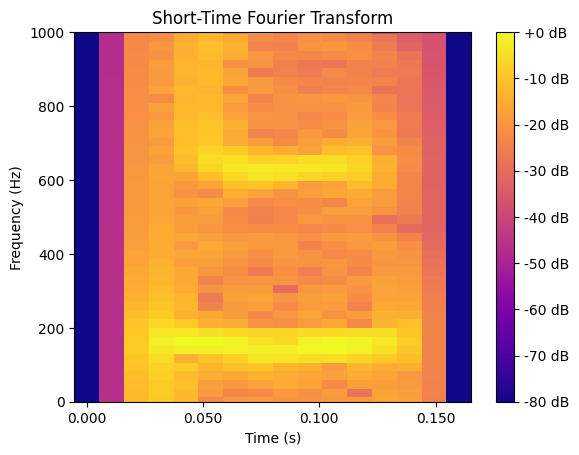 Short-Time Fourier Transform
1000
800
600
400
200
0
Frequency (Hz)
0.000
0.050
0.100
0.150
Time (s)
+0 dB
-10 dB
-20 dB
-30 dB
-40 dB
-50 dB
-60 dB
-70 dB
-80 dB